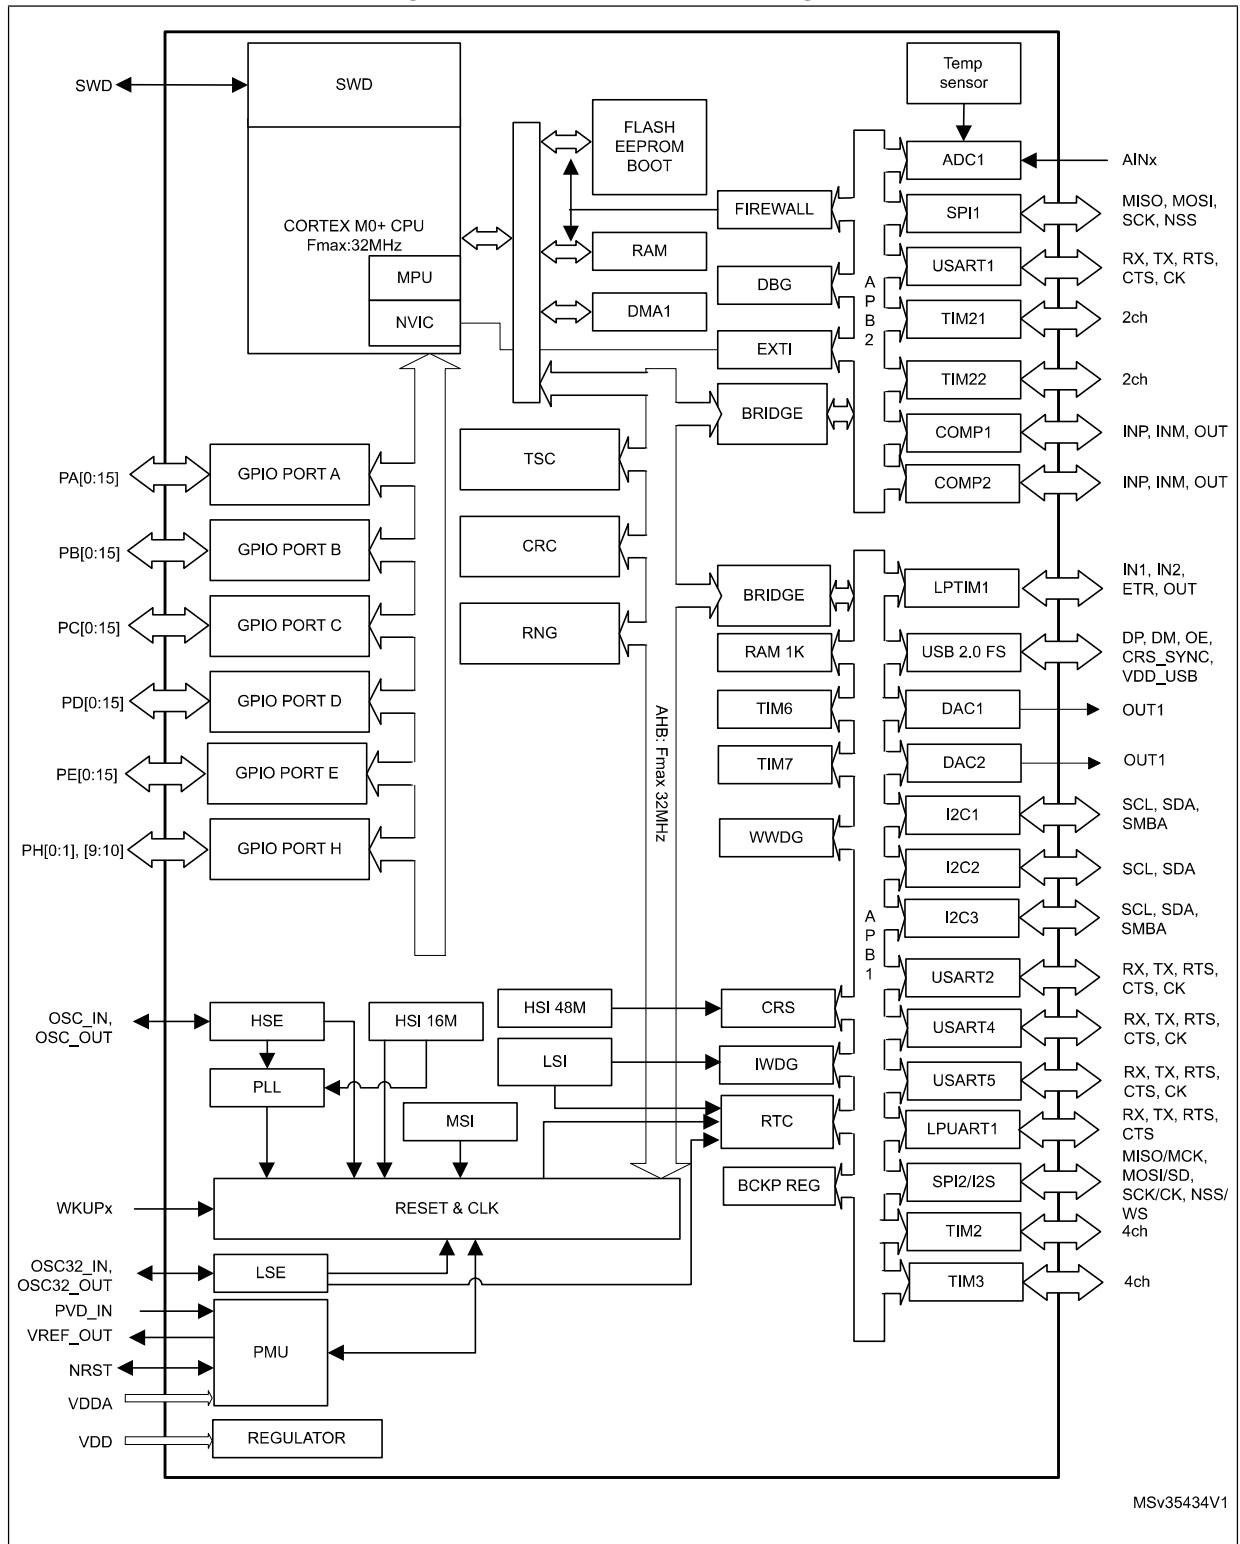 SWD
SWD
CORTEX M0+ CPU
Fmax:32MHz
MPU
NVIC
FLASH
EEPROM
BOOT
RAM
DMA1
FIREWALL
DBG
EXTI
BRIDGE
APB2
Temp
sensor
ADC1
AINx
SPI1
MISO, MOSI,
SCK, NSS
USART1
RX, TX, RTS,
CTS, CK
TIM21
2ch
TIM22
2ch
COMP1
INP, INM, OUT
COMP2
INP, INM, OUT
PA[0:15]
GPIO PORT A
PB[0:15]
GPIO PORT B
PC[0:15]
GPIO PORT C
PD[0:15]
GPIO PORT D
PE[0:15]
GPIO PORT E
PH[0:1], [9:10]
GPIO PORT H
TSC
CRC
RNG
AHB: Fmax 32MHz
BRIDGE
RAM 1K
TIM6
TIM7
WWDG
APB1
LPTIM1
IN1, IN2,
ETR, OUT
USB 2.0 FS
DP, DM, OE,
CRS_SYNC,
VDD_USB
DAC1
OUT1
DAC2
OUT1
I2C1
SCL, SDA,
SMBA
I2C2
SCL, SDA
I2C3
SCL, SDA,
SMBA
USART2
RX, TX, RTS,
CTS, CK
USART4
RX, TX, RTS,
CTS, CK
USART5
RX, TX, RTS,
CTS, CK
LPUART1
RX, TX, RTS,
CTS
SPI2/I2S
MISO/MCK,
MOSI/SD,
SCK/CK, NSS/
WS
TIM2
4ch
TIM3
4ch
HSI 48M
CRS
LSI
IWDG
RTC
BCKP REG
OSC_IN,
OSC_OUT
HSE
HSI 16M
PLL
MSI
WKUPx
RESET & CLK
OSC32_IN,
OSC32_OUT
LSE
PVD_IN
VREF_OUT
NRST
VDDA
PMU
VDD
REGULATOR
MSv35434V1